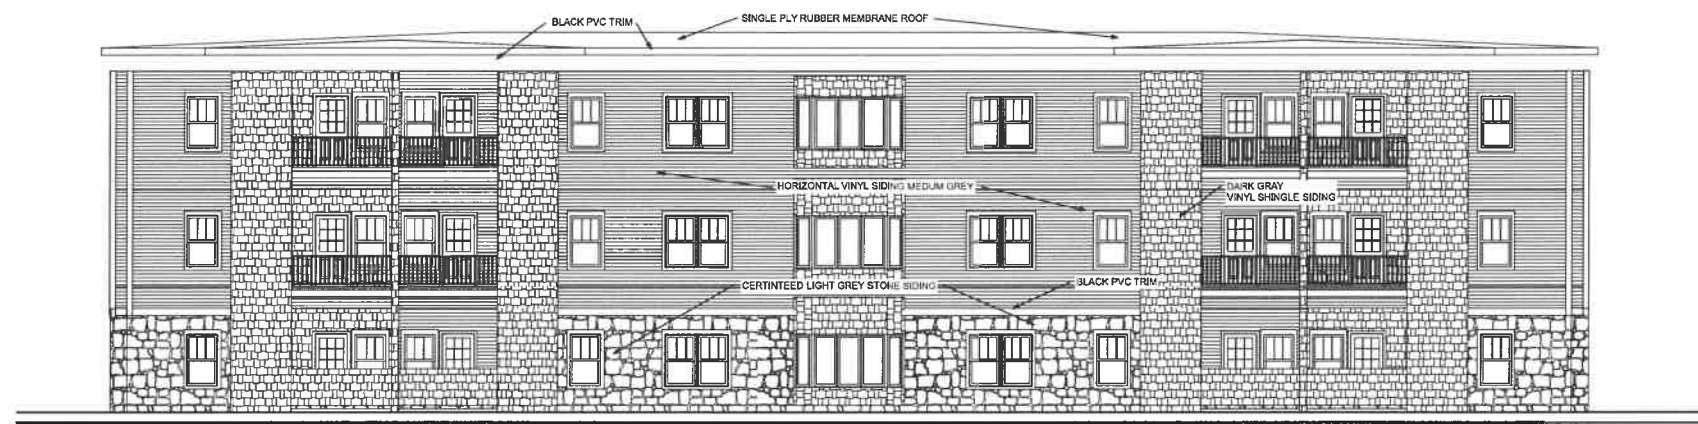 BLACK PVC TRIM
SINGLE PLY RUBBER MEMBRANE ROOF
HORIZONTAL VINYL SIDING MEDUM GREY
DARK GRAY
VINYL SHINGLE SIDING
CERTINTEED LIGHT GREY STONE SIDING
BLACK PVC TRIM